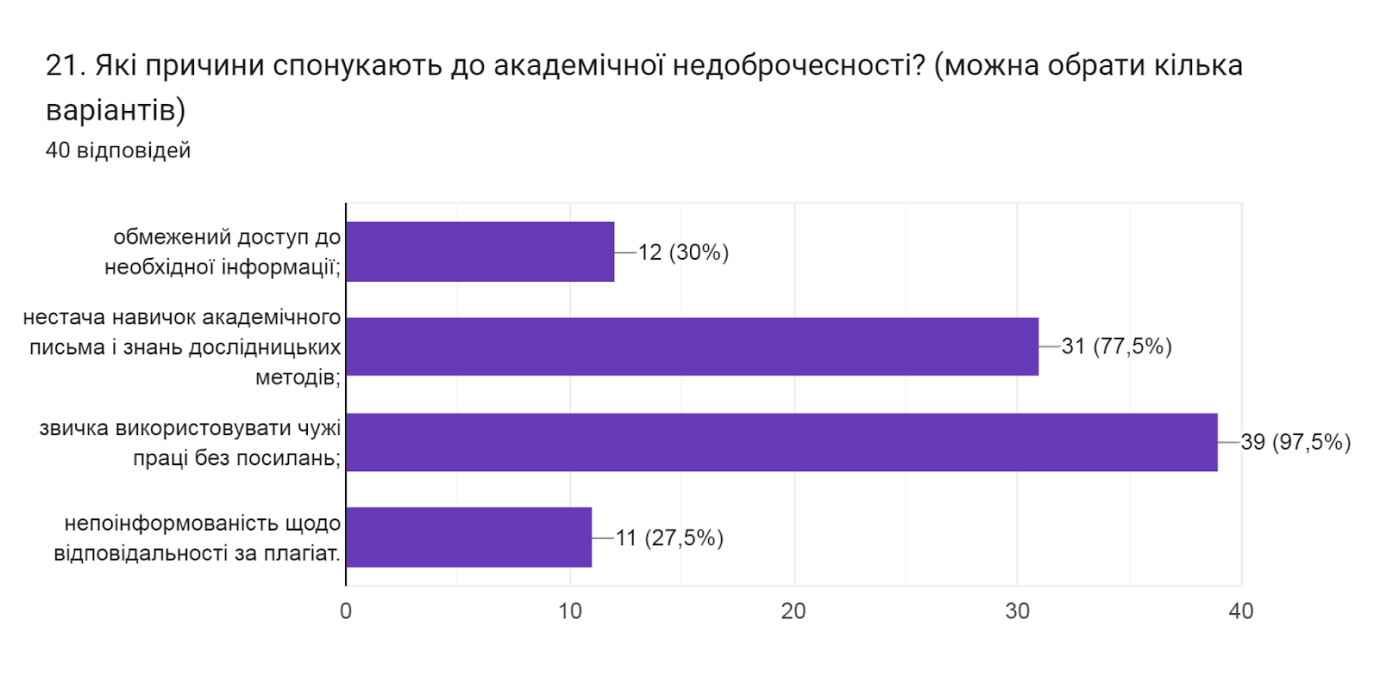 21. Які причини спонукають до академічної недоброчесності? (можна обрати кілька
варіантів)
40 відповідей
обмежений доступ до
необхідної інформації;
12 (30%)
нестача навичок академічного
письма і знань дослідницьких
методів;
31 (77,5%)
звичка використовувати чужі
праці без посилань;
39 (97,5%)
непоінформованість щодо
відповідальності за плагіат.
11 (27,5%)
0 10 20 30 40